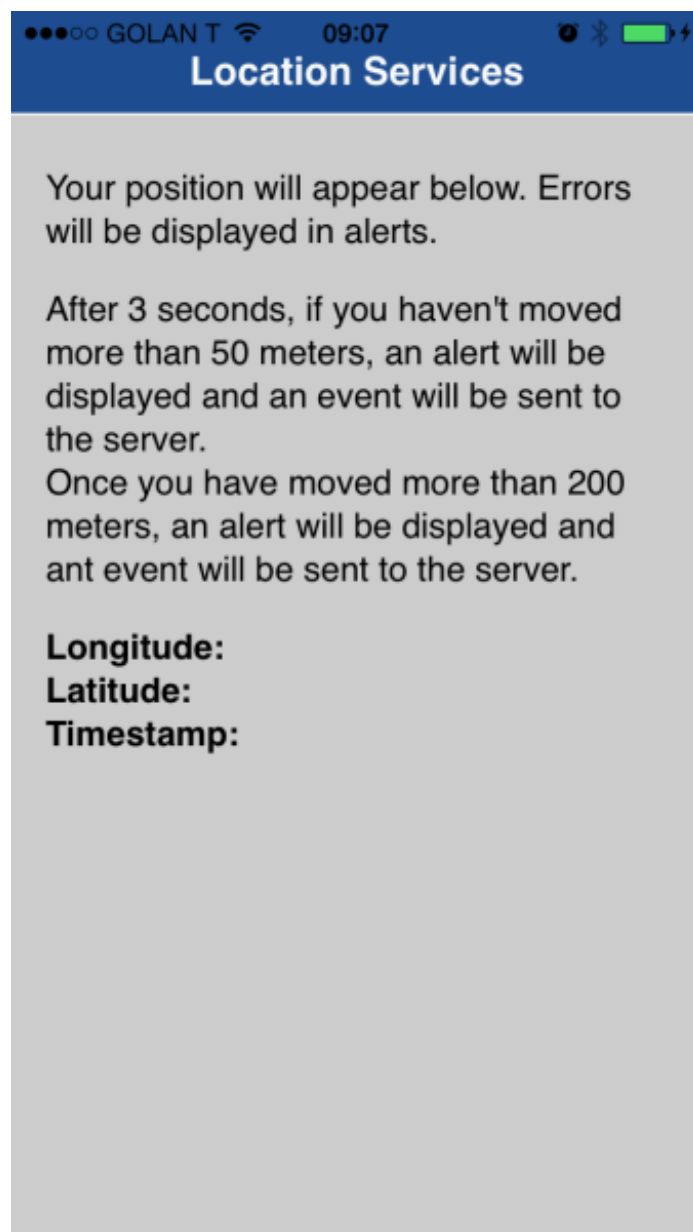 GOLAN T 09:07
Location Services
Your position will appear below. Errors
will be displayed in alerts.
After 3 seconds, if you haven't moved
more than 50 meters, an alert will be
displayed and an event will be sent to
the server.
Once you have moved more than 200
meters, an alert will be displayed and
ant event will be sent to the server.
Longitude:
Latitude:
Timestamp: